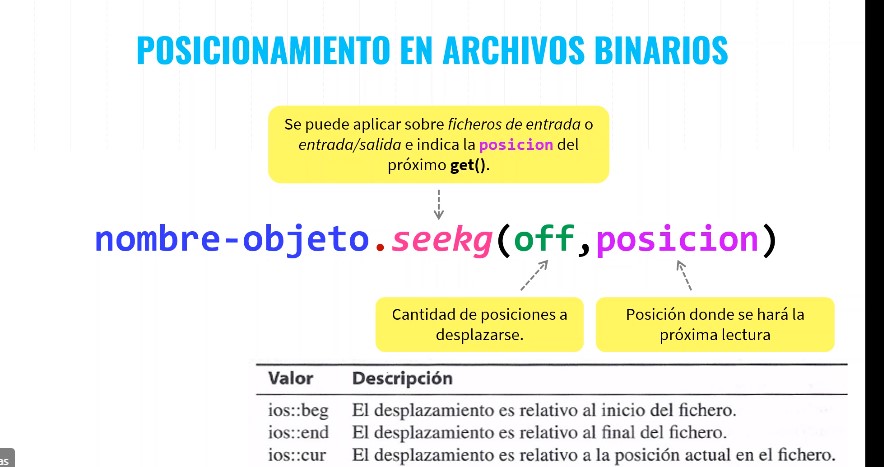 POSICIONAMIENTO EN ARCHIVOS BINARIOS
Se puede aplicar sobre ficheros de entrada o
entrada/salida e indica la posicion del
próximo get().
nombre-objeto.seekg(off,posicion)
Cantidad de posiciones a
desplazarse.
Posición donde se hará la
próxima lectura
Valor Descripción
ios::beg El desplazamiento es relativo al inicio del fichero.
ios::end El desplazamiento es relativo al final del fichero.
ios::cur El desplazamiento es relativo a la posición actual en el fichero.
as